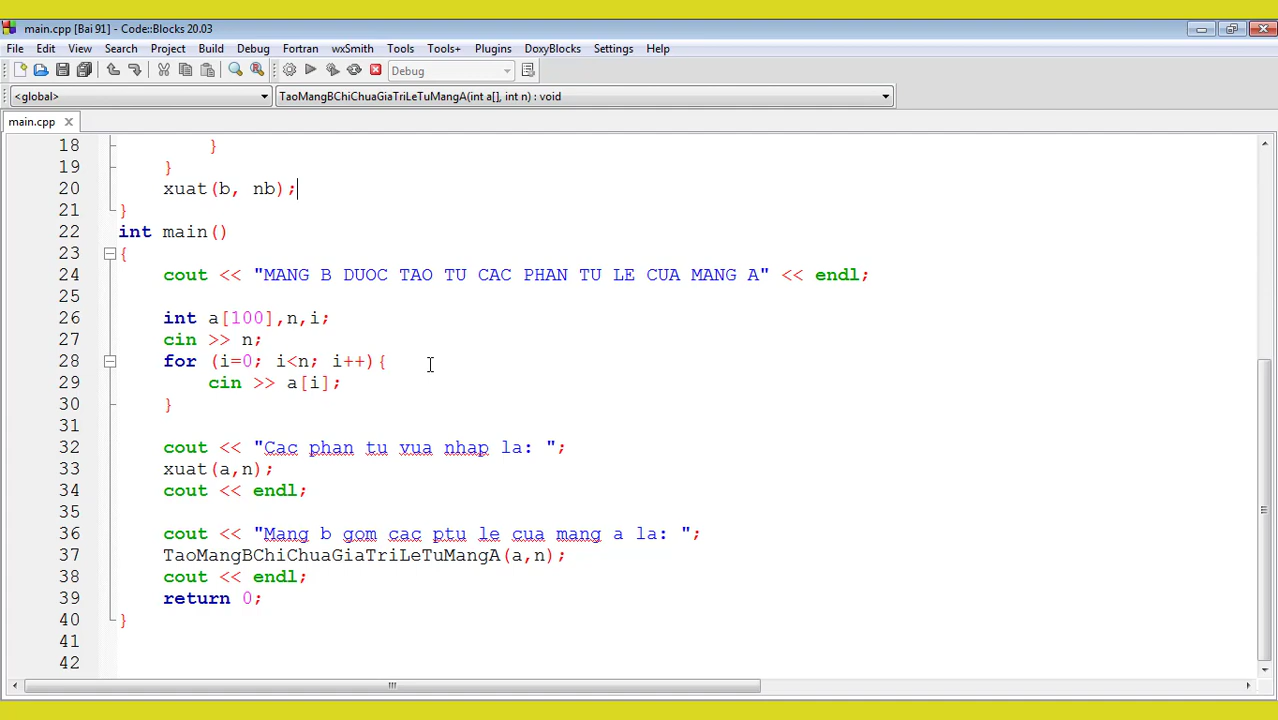 main.cpp [Bai 91] - Code::Blocks 20.03
File Edit View Search Project Build Debug Fortran wxSmith Tools Tools+ Plugins DoxyBlocks Settings Help
Debug
<global> TaoMangBChiChuaGiaTriLeTuMangA(int a[], int n) : void
main.cpp
18 }
19 }
20 xuat(b, nb);
21 }
22 int main()
23 {
24 cout << "MANG B DUOC TAO TU CAC PHAN TU LE CUA MANG A" << endl;
25
26 int a[100],n,i;
27 cin >> n;
28 for (i=0; i<n; i++){
29 cin >> a[i];
30 }
31
32 cout << "Cac phan tu vua nhap la: ";
33 xuat(a,n);
34 cout << endl;
35
36 cout << "Mang b gom cac ptu le cua mang a la: ";
37 TaoMangBChiChuaGiaTriLeTuMangA(a,n);
38 cout << endl;
39 return 0;
40 }
41
42